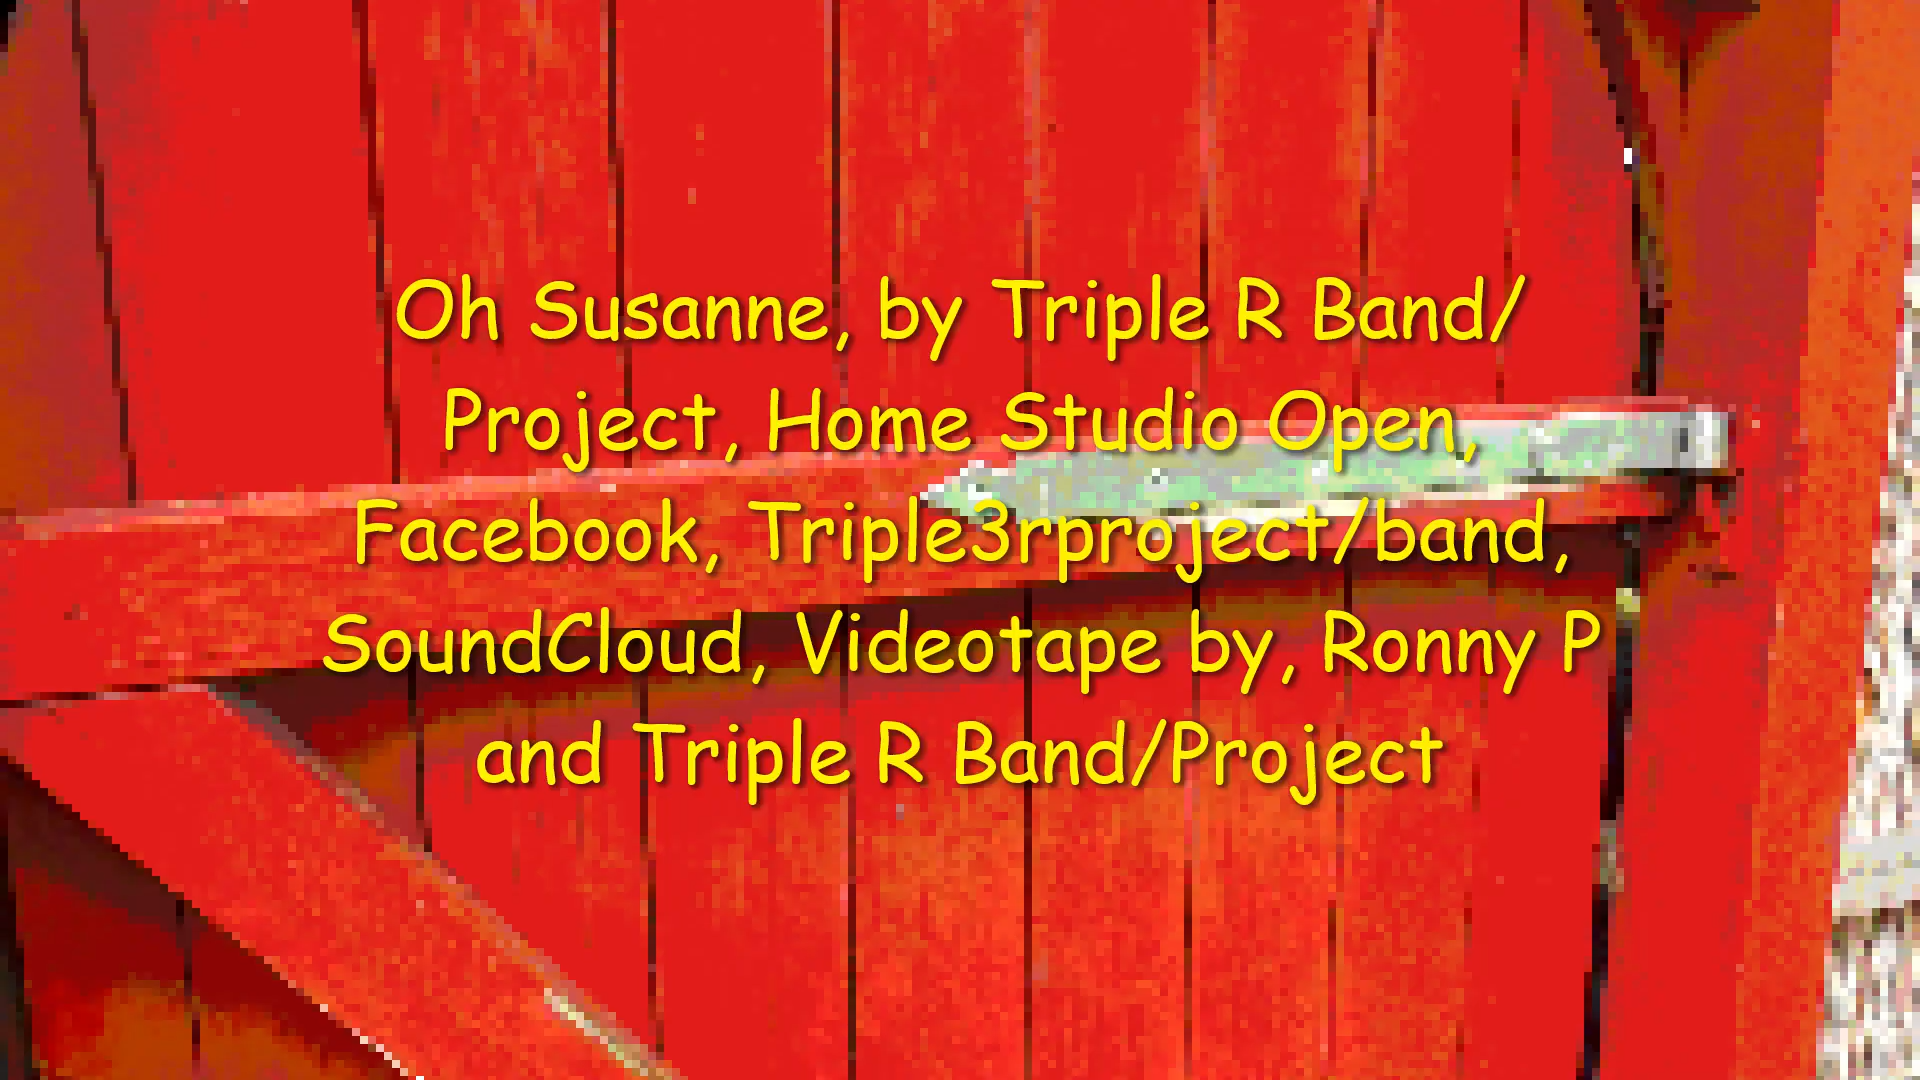 Oh Susanne, by Triple R Band/
Project, Home Studio Open,
Facebook, Triple3rproject/band,
SoundCloud, Videotape by, Ronny P
and Triple R Band/Project